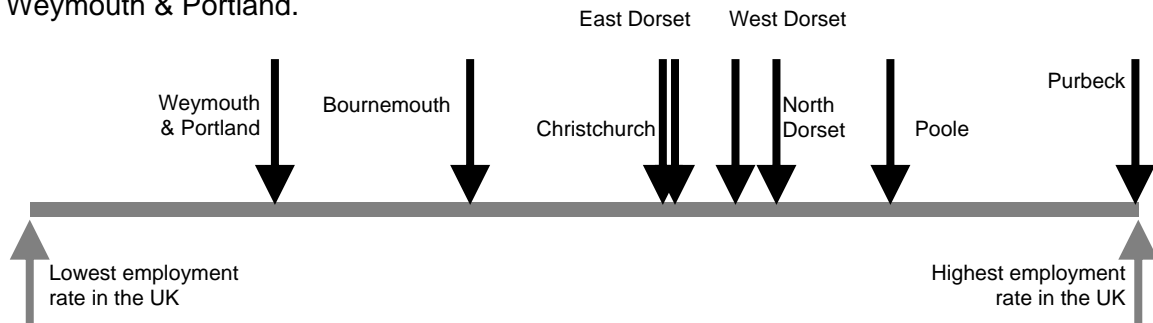 Weymouth & Portland.
East Dorset
West Dorset
Purbeck
Weymouth
& Portland
Bournemouth
Christchurch
North
Dorset
Poole
Lowest employment
rate in the UK
Highest employment
rate in the UK